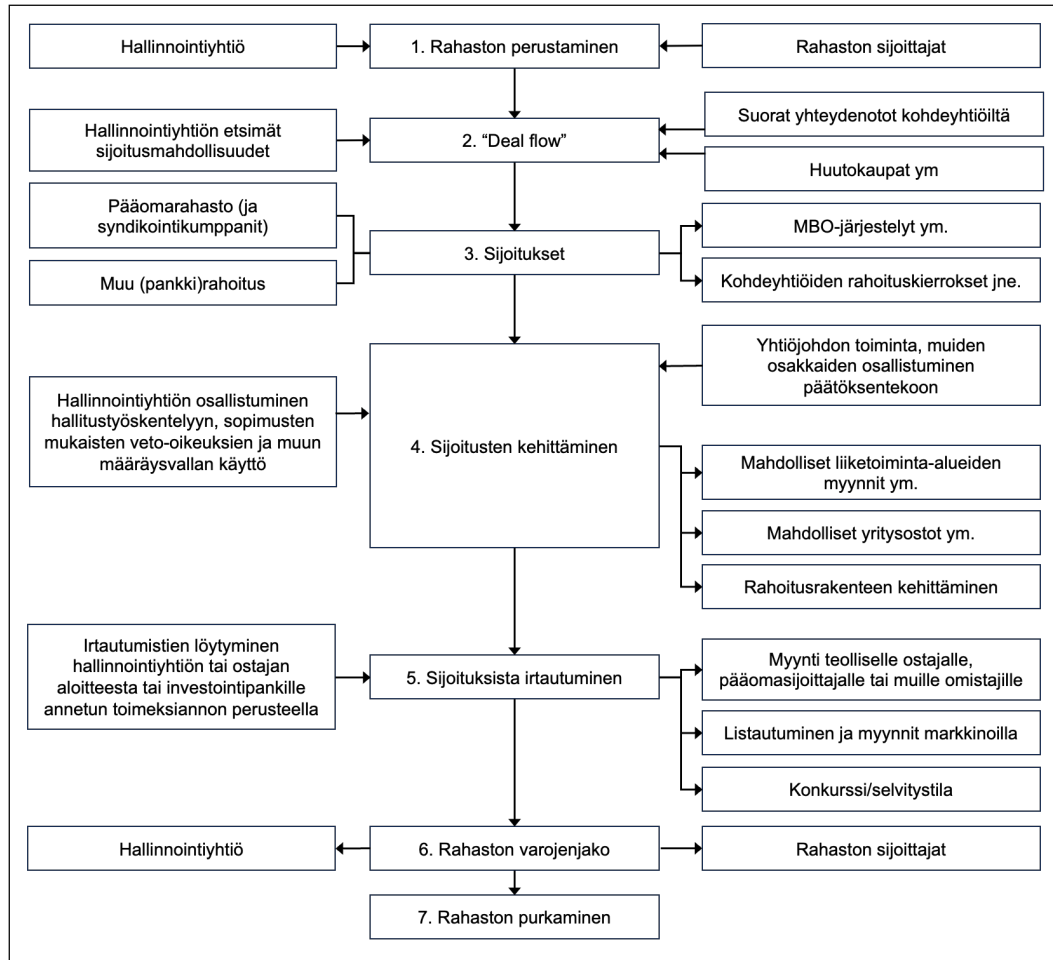 Hallinnointiyhtiö
1. Rahaston perustaminen
Rahaston sijoittajat
Hallinnointiyhtiön etsimät
sijoitusmahdollisuudet
2. “Deal flow”
Suorat yhteydenotot kohdeyhtiöiltä
Huutokaupat ym
Pääomarahasto (ja
syndikointikumppanit)
Muu (pankki)rahoitus
3. Sijoitukset
MBO-järjestelyt ym.
Kohdeyhtiöiden rahoituskierrokset jne.
Hallinnointiyhtiön osallistuminen
hallitustyöskentelyyn, sopimusten
mukaisten veto-oikeuksien ja muun
määräysvallan käyttö
4. Sijoitusten kehittäminen
Yhtiöjohdon toiminta, muiden
osakkaiden osallistuminen
päätöksentekoon
Mahdolliset liiketoiminta-alueiden
myynnit ym.
Mahdolliset yritysostot ym.
Rahoitusrakenteen kehittäminen
Irtautumistien löytyminen
hallinnointiyhtiön tai ostajan
aloitteesta tai investointipankille
annetun toimeksiannon perusteella
5. Sijoituksista irtautuminen
Myynti teolliselle ostajalle,
pääomasijoittajalle tai muille omistajille
Listautuminen ja myynnit markkinoilla
Konkurssi/selvitystila
Hallinnointiyhtiö
6. Rahaston varojenjako
Rahaston sijoittajat
7. Rahaston purkaminen